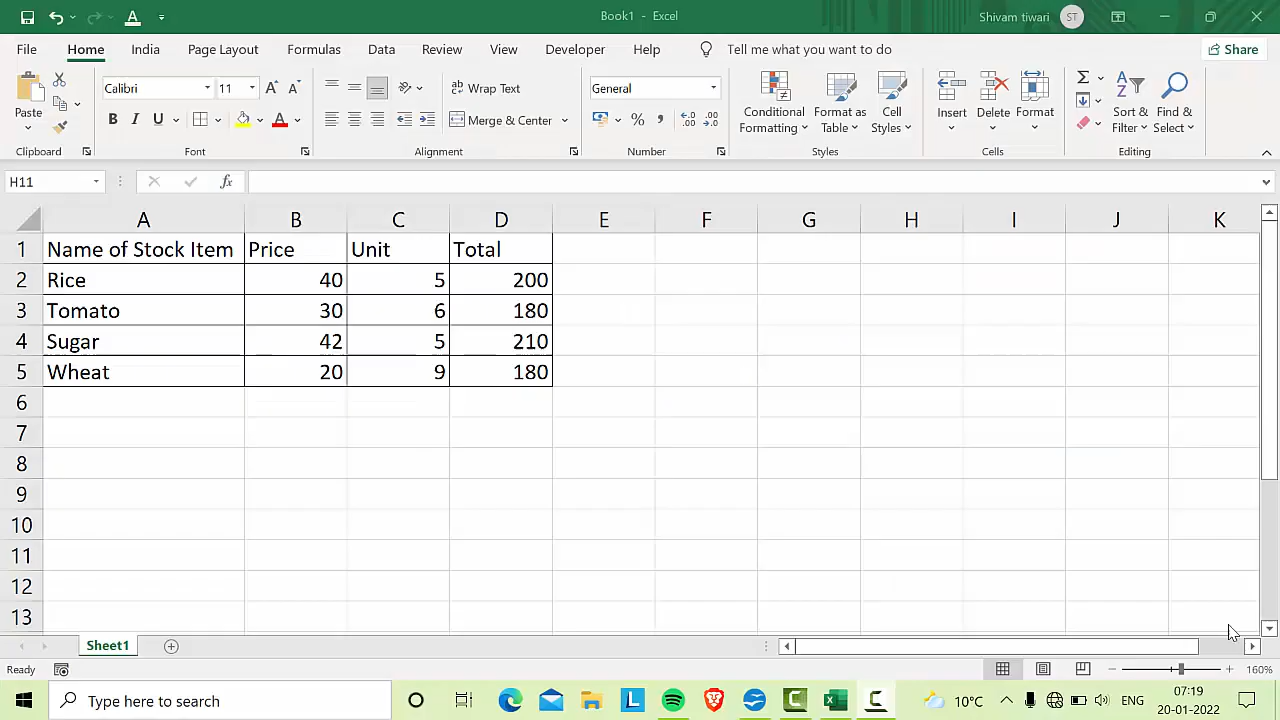 Book1 - Excel
Shivam tiwari
ST
File Home India Page Layout Formulas Data Review View Developer Help Tell me what you want to do Share
Paste
Clipboard
Calibri 11
B I U
Font
Wrap Text
Merge & Center
Alignment
General
% ,
Number
Conditional Formatting
Format as Table
Cell Styles
Styles
Insert Delete Format
Cells
Sort & Filter
Find & Select
Editing
H11 fx
A B C D E F G H I J K
1 Name of Stock Item Price Unit Total
2 Rice 40 5 200
3 Tomato 30 6 180
4 Sugar 42 5 210
5 Wheat 20 9 180
6
7
8
9
10
11
12
13
Sheet1
Ready 160%
Type here to search
10°C
ENG
07:19
20-01-2022